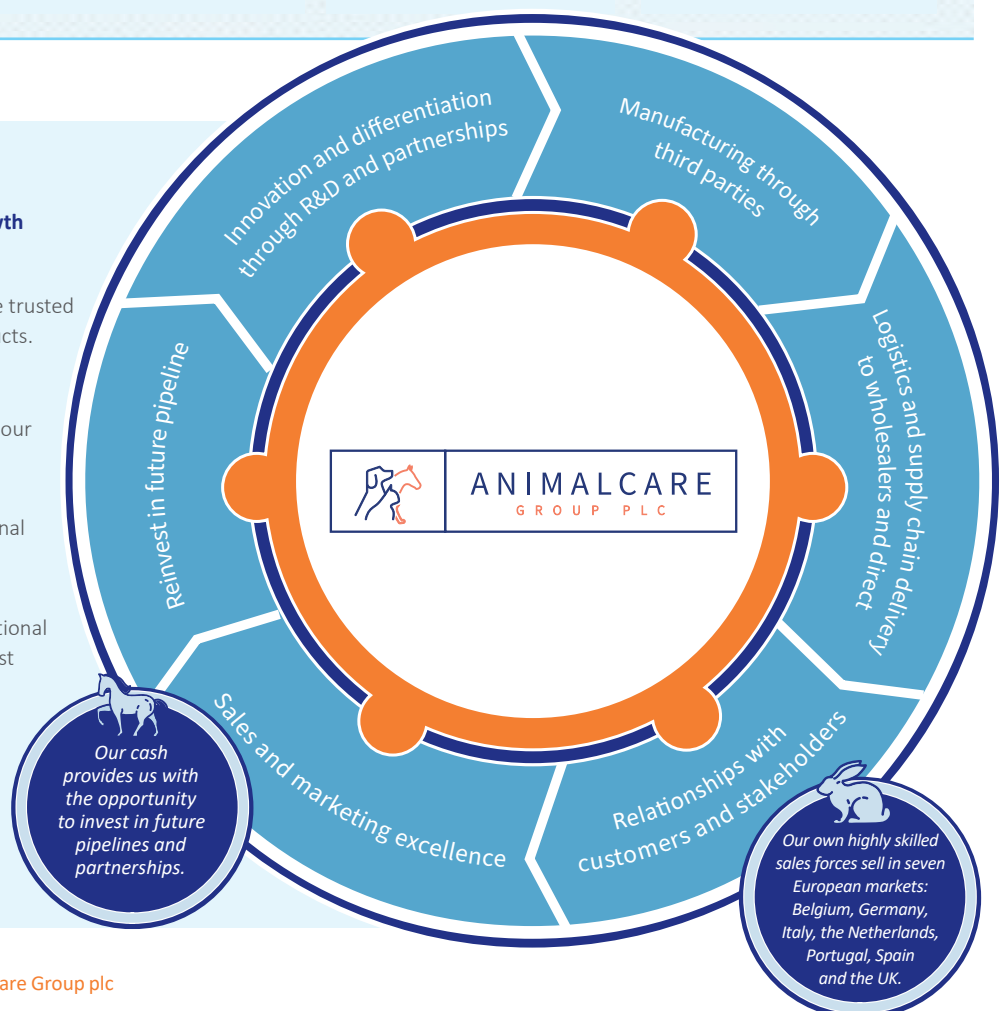 wth
e trusted
cts.
our
nal
tional
st
Innovation and differentiation
through R&D and partnerships
Manufacturing through
third parties
Logistics and supply chain delivery
to wholesalers and direct
Relationships with
customers and stakeholders
Sales and marketing excellence
Reinvest in future pipeline
ANIMALCARE
GROUP PLC
Our cash
provides us with
the opportunity
to invest in future
pipelines and
partnerships.
Our own highly skilled
sales forces sell in seven
European markets:
Belgium, Germany,
Italy, the Netherlands,
Portugal, Spain
and the UK.
are Group plc